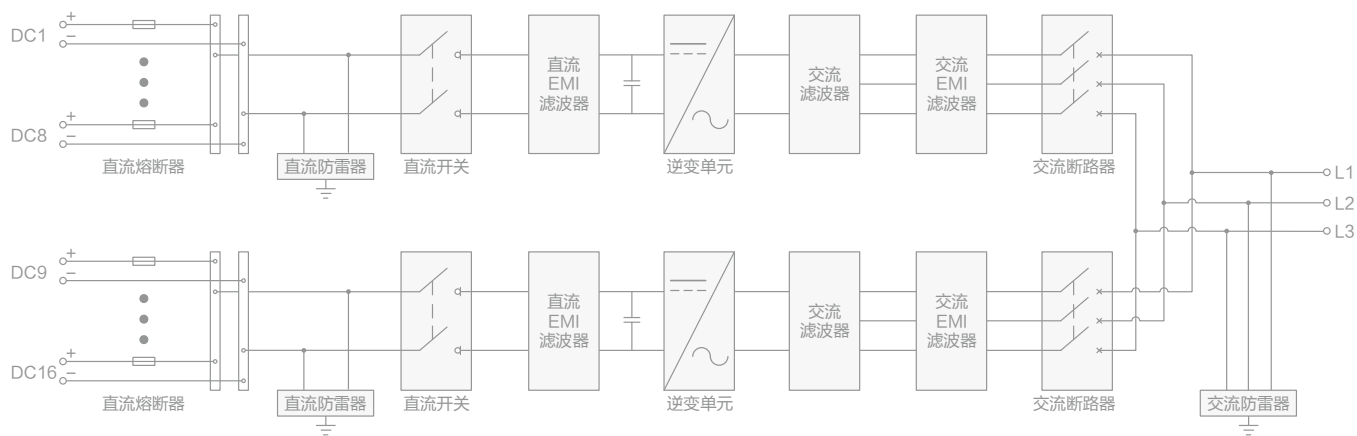 DC1
+
−
DC8
+
−
直流熔断器
直流防雷器
直流开关
直流
EMI
滤波器
逆变单元
交流
滤波器
交流
EMI
滤波器
交流断路器
L1
L2
L3
DC9
+
−
DC16
+
−
直流熔断器
直流防雷器
直流开关
直流
EMI
滤波器
逆变单元
交流
滤波器
交流
EMI
滤波器
交流断路器
交流防雷器